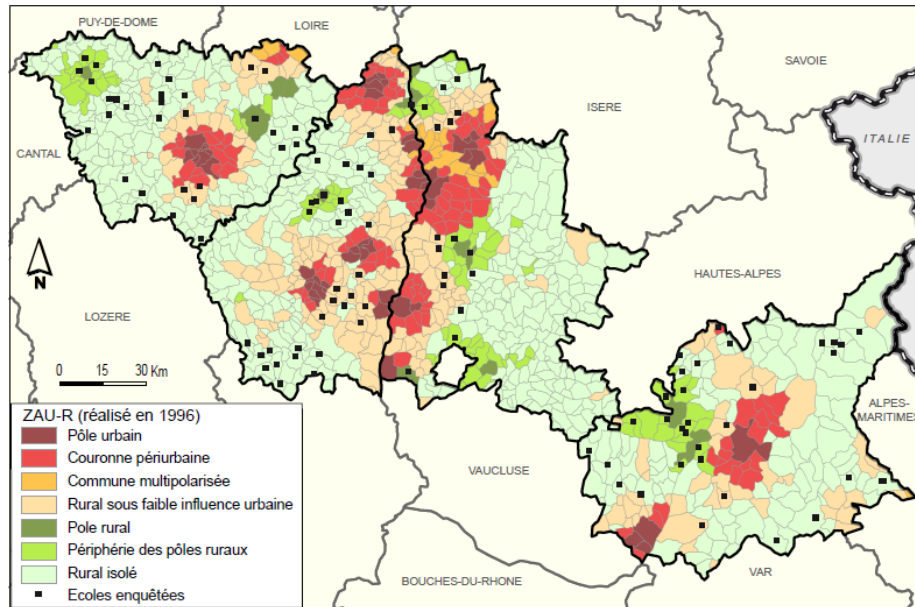 PUY-DE-DOME
LOIRE
SAVOIE
ISERE
ITALIE
CANTAL
HAUTES-ALPES
N
LOZERE
0 15 30 Km
ALPES-
MARITIMES
ZAU-R (réalisé en 1996)
Pôle urbain
Couronne périurbaine
Commune multipolarisée
Rural sous faible influence urbaine
Pole rural
Périphérie des pôles ruraux
Rural isolé
Ecoles enquêtées
VAUCLUSE
BOUCHES-DU-RHONE
VAR